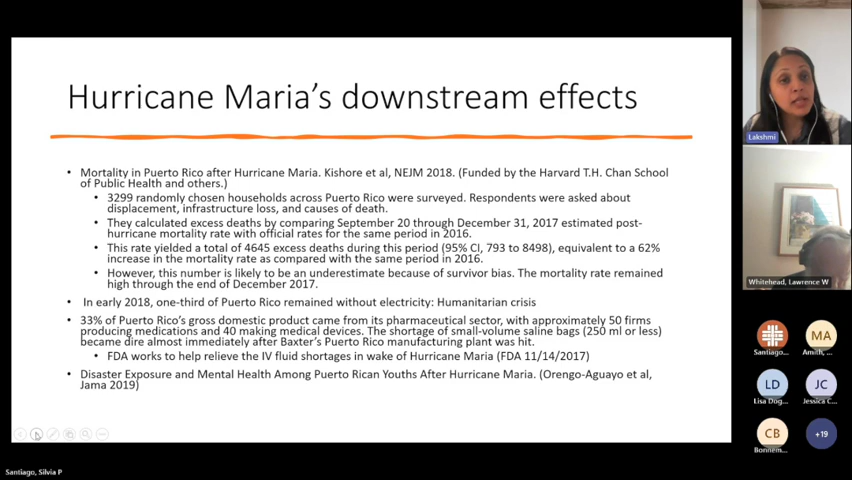 Hurricane Maria's downstream effects
• Mortality in Puerto Rico after Hurricane Maria. Kishore et al, NEJM 2018. (Funded by the Harvard T.H. Chan School
of Public Health and others.)
• 3299 randomly chosen households across Puerto Rico were surveyed. Respondents were asked about
displacement, infrastructure loss, and causes of death.
• They calculated excess deaths by comparing September 20 through December 31, 2017 estimated post-
hurricane mortality rate with official rates for the same period in 2016.
• This rate yielded a total of 4645 excess deaths during this period (95% CI, 793 to 8498), equivalent to a 62%
increase in the mortality rate as compared with the same period in 2016.
• However, this number is likely to be an underestimate because of survivor bias. The mortality rate remained
high through the end of December 2017.
• In early 2018, one-third of Puerto Rico remained without electricity: Humanitarian crisis
• 33% of Puerto Rico's gross domestic product came from its pharmaceutical sector, with approximately 50 firms
producing medications and 40 making medical devices. The shortage of small-volume saline bags (250 ml or less)
became dire almost immediately after Baxter's Puerto Rico manufacturing plant was hit.
• FDA works to help relieve the IV fluid shortages in wake of Hurricane Maria (FDA 11/14/2017)
• Disaster Exposure and Mental Health Among Puerto Rican Youths After Hurricane Maria. (Orengo-Aguayo et al,
Jama 2019)
Santiago, Silvia P
Lakshmi
Whitehead, Lawrence W
Santiago...
MA
Amith, ...
LD
Lisa Dog...
JC
Jessica C...
CB
Bonnem...
+19